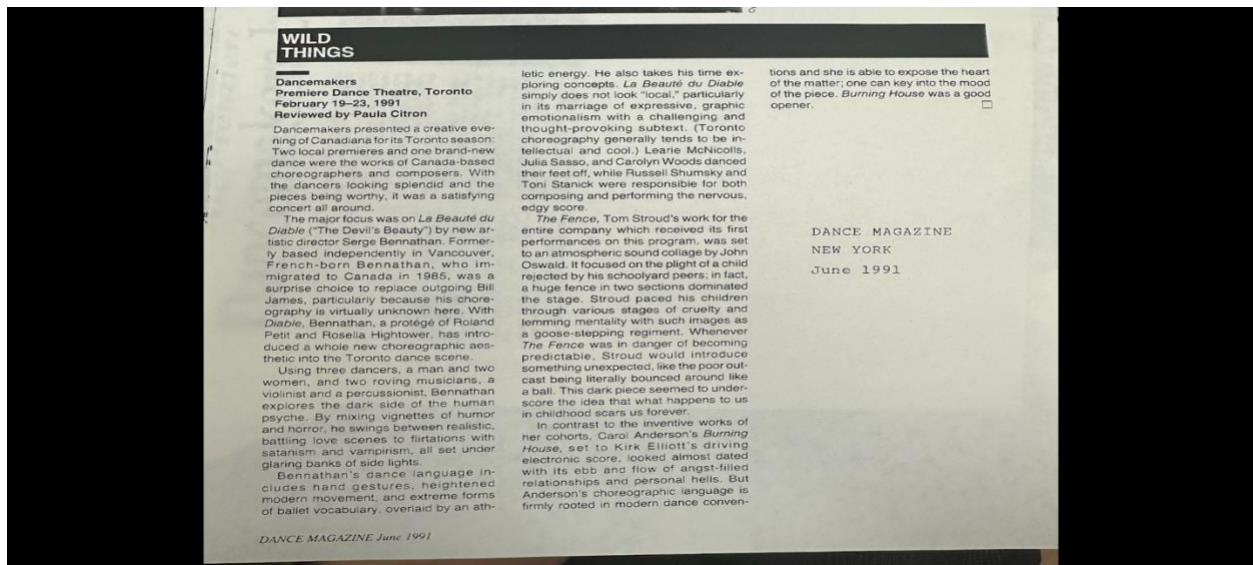 WILD
THINGS
Dancemakers
Premiere Dance Theatre, Toronto
February 19–23, 1991
Reviewed by Paula Citron
Dancemakers presented a creative eve-
ning of Canadiana for its Toronto season:
Two local premieres and one brand-new
dance were the works of Canada-based
choreographers and composers. With
the dancers looking splendid and the
pieces being worthy, it was a satisfying
concert all around.
The major focus was on La Beauté du
Diable ("The Devil's Beauty") by new ar-
tistic director Serge Bennathan. Former-
ly based independently in Vancouver,
French-born Bennathan, who im-
migrated to Canada in 1985, was a
surprise choice to replace outgoing Bill
James, particularly because his chore-
ography is virtually unknown here. With
Diable, Bennathan, a protégé of Roland
Petit and Rosella Hightower, has intro-
duced a whole new choreographic aes-
thetic into the Toronto dance scene.
Using three dancers, a man and two
women, and two roving musicians, a
violinist and a percussionist, Bennathan
explores the dark side of the human
psyche. By mixing vignettes of humor
and horror, he swings between realistic,
battling love scenes to flirtations with
satanism and vampirism, all set under
glaring banks of side lights.
Bennathan's dance language in-
cludes hand gestures, heightened
modern movement, and extreme forms
of ballet vocabulary, overlaid by an ath-
letic energy. He also takes his time ex-
ploring concepts. La Beauté du Diable
simply does not look "local," particularly
in its marriage of expressive, graphic
emotionalism with a challenging and
thought-provoking subtext. (Toronto
choreography generally tends to be in-
tellectual and cool.) Learie McNicolls,
Julia Sasso, and Carolyn Woods danced
their feet off, while Russell Shumsky and
Toni Stanick were responsible for both
composing and performing the nervous,
edgy score.
The Fence, Tom Stroud's work for the
entire company which received its first
performances on this program, was set
to an atmospheric sound collage by John
Oswald. It focused on the plight of a child
rejected by his schoolyard peers; in fact,
a huge fence in two sections dominated
the stage. Stroud paced his children
through various stages of cruelty and
lemming mentality with such images as
a goose-stepping regiment. Whenever
The Fence was in danger of becoming
predictable, Stroud would introduce
something unexpected, like the poor out-
cast being literally bounced around like
a ball. This dark piece seemed to under-
score the idea that what happens to us
in childhood scars us forever.
In contrast to the inventive works of
her cohorts, Carol Anderson's Burning
House, set to Kirk Elliott's driving
electronic score, looked almost dated
with its ebb and flow of angst-filled
relationships and personal hells. But
Anderson's choreographic language is
firmly rooted in modern dance conven-
tions and she is able to expose the heart
of the matter; one can key into the mood
of the piece. Burning House was a good
opener.
DANCE MAGAZINE
NEW YORK
June 1991
DANCE MAGAZINE June 1991